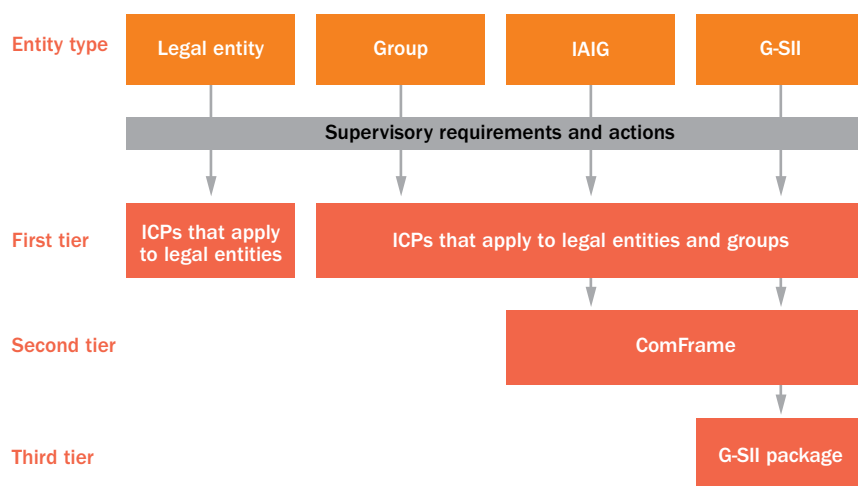 Entity type
Legal entity
Group
IAIG
G-SII
Supervisory requirements and actions
First tier
ICPs that apply
to legal entities
ICPs that apply to legal entities and groups
Second tier
ComFrame
Third tier
G-SII package